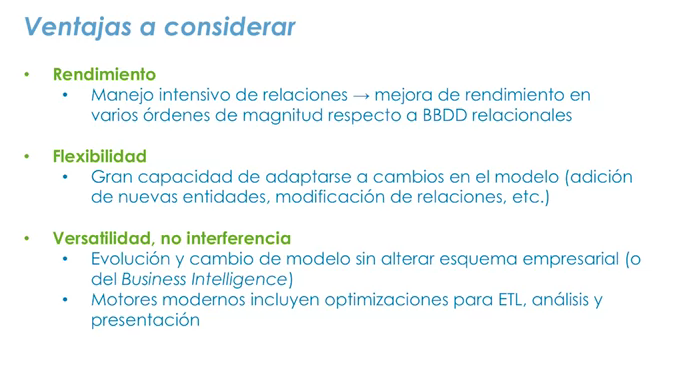 Ventajas a considerar
• Rendimiento
• Manejo intensivo de relaciones → mejora de rendimiento en
varios órdenes de magnitud respecto a BBDD relacionales
• Flexibilidad
• Gran capacidad de adaptarse a cambios en el modelo (adición
de nuevas entidades, modificación de relaciones, etc.)
• Versatilidad, no interferencia
• Evolución y cambio de modelo sin alterar esquema empresarial (o
del Business Intelligence)
• Motores modernos incluyen optimizaciones para ETL, análisis y
presentación